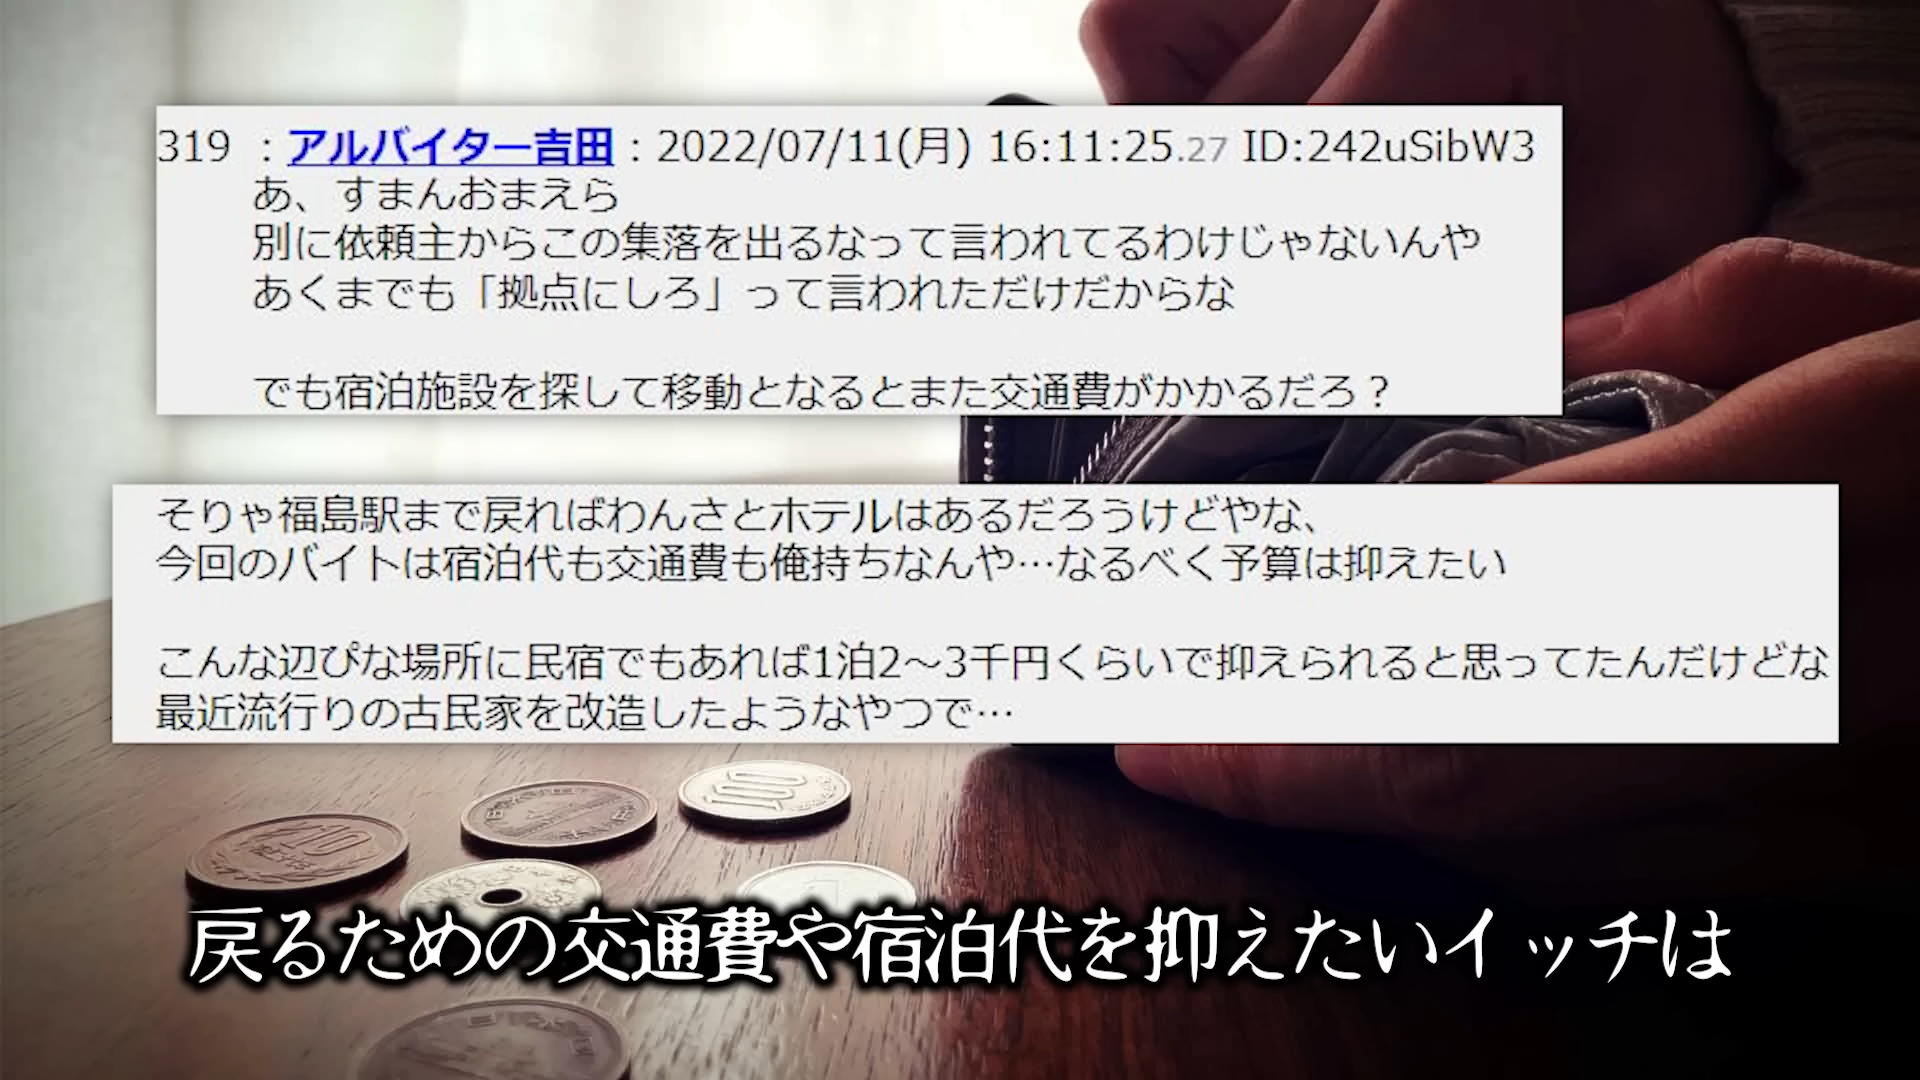 319 ：アルバイター吉田：2022/07/11(月) 16:11:25.27 ID:242uSibW3
あ、すまんおまえら
別に依頼主からこの集落を出るなって言われてるわけじゃないんや
あくまでも「拠点にしろ」って言われただけだからな
でも宿泊施設を探して移動となるとまた交通費がかかるだろ？
そりゃ福島駅まで戻ればわんさとホテルはあるだろうけどやな、
今回のバイトは宿泊代も交通費も俺持ちなんや…なるべく予算は抑えたい
こんな辺ぴな場所に民宿でもあれば1泊2～3千円くらいで抑えられると思ってたんだけどな
最近流行りの古民家を改造したようなやつで…
10
100
戻るための交通費や宿泊代を抑えたいイッチは